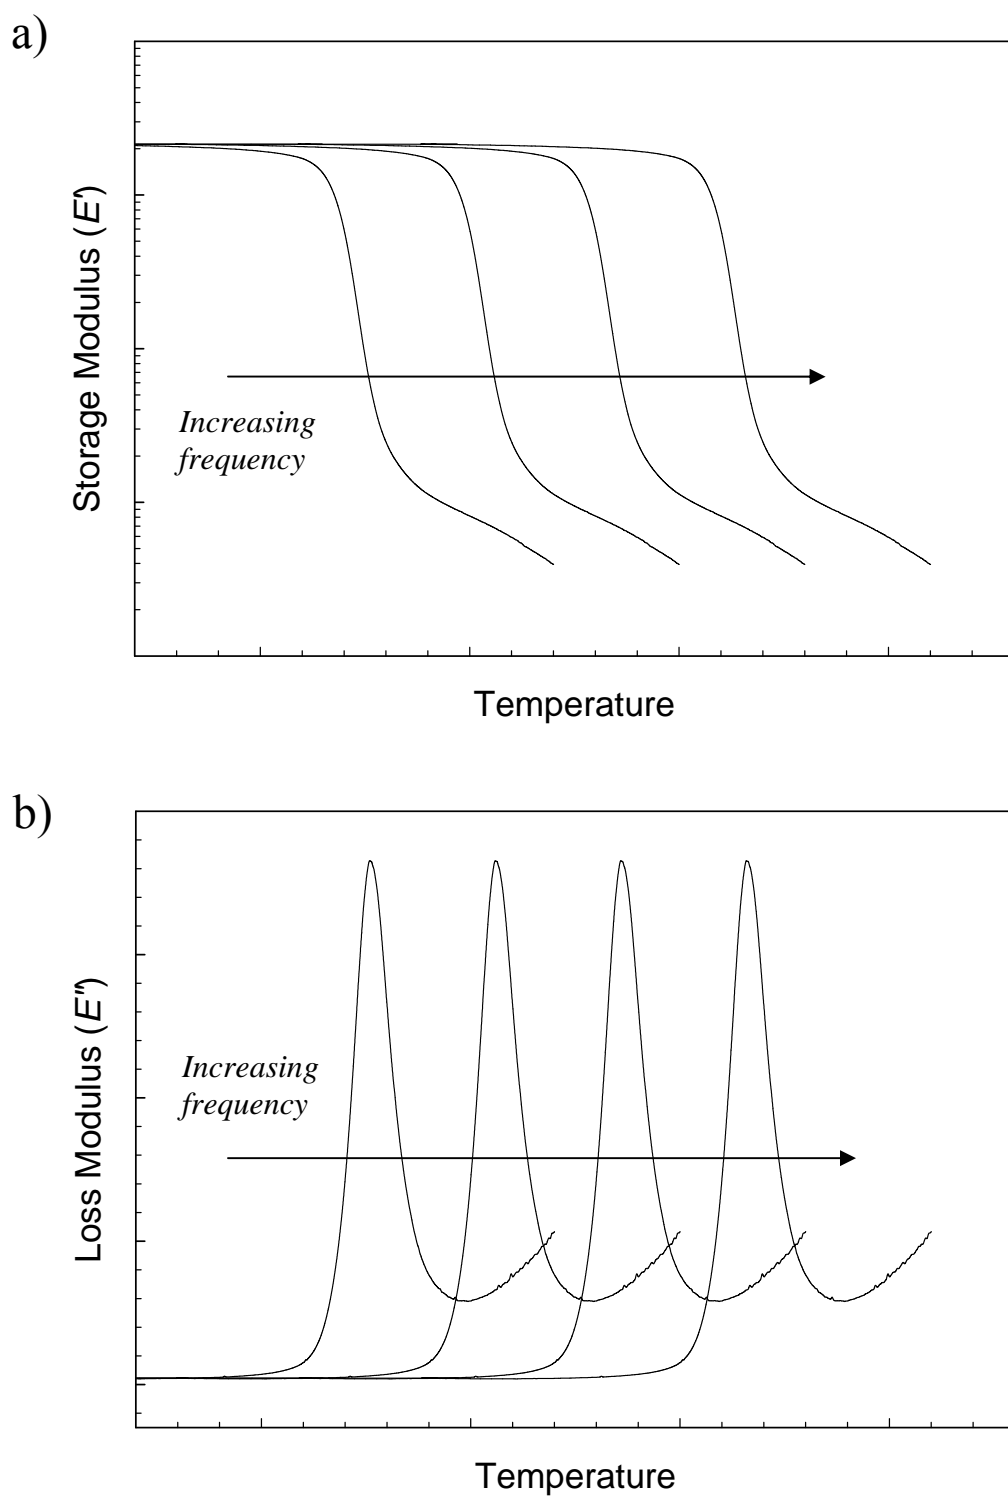 a)
Storage Modulus (E')
Increasing
frequency
Temperature
b)
Loss Modulus (E")
Increasing
frequency
Temperature